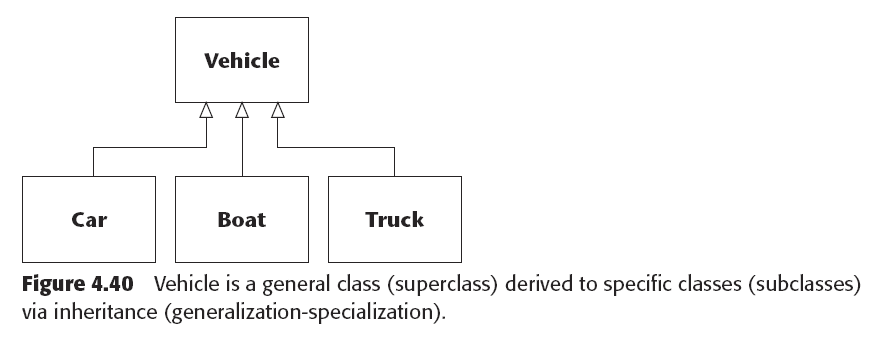 Vehicle
Car
Boat
Truck
Figure 4.40 Vehicle is a general class (superclass) derived to specific classes (subclasses)
via inheritance (generalization-specialization).